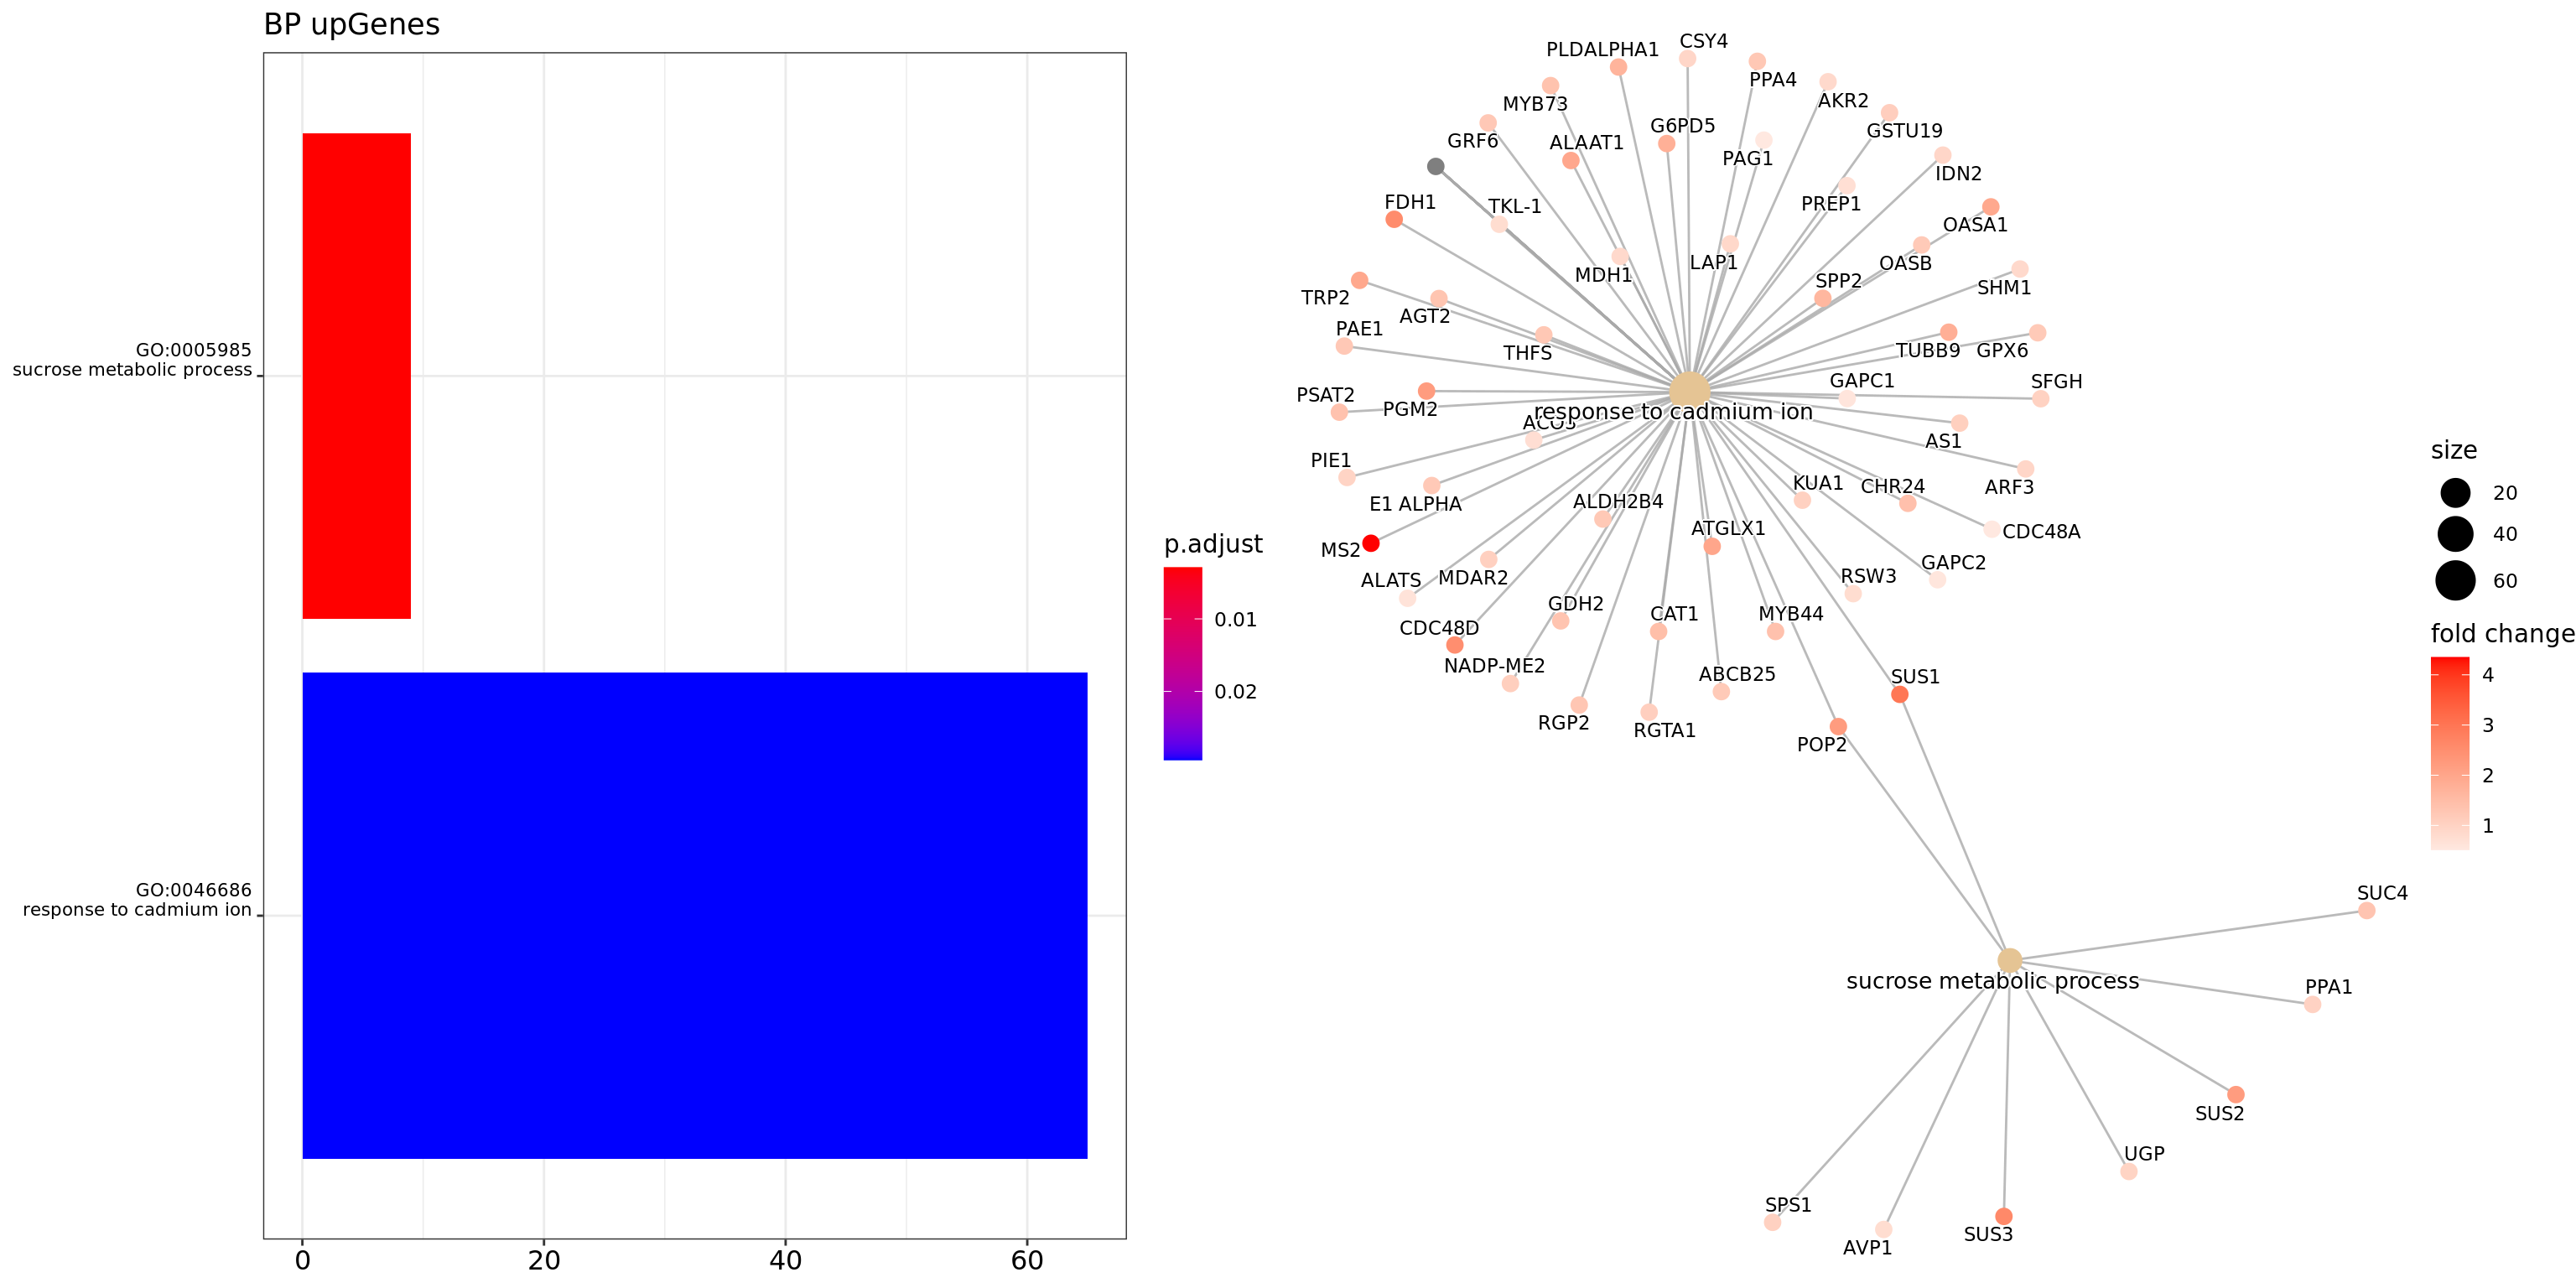 BP upGenes
GO:0005985
sucrose metabolic process
GO:0046686
response to cadmium ion
0 20 40 60
p.adjust
0.01
0.02
CSY4
PLDALPHA1
PPA4
AKR2
MYB73
G6PD5
GSTU19
GRF6
ALAAT1
PAG1
IDN2
FDH1
TKL-1
PREP1
OASA1
MDH1
LAP1
OASB
SPP2
SHM1
TRP2
AGT2
PAE1
THFS
TUBB9
GPX6
GAPC1
SFGH
PSAT2
PGM2
response to cadmium ion
ACO3
AS1
PIE1
KUA1
CHR24
ARF3
E1 ALPHA
ALDH2B4
ATGLX1
CDC48A
MS2
GAPC2
ALATS
MDAR2
RSW3
GDH2
CAT1
MYB44
CDC48D
NADP-ME2
ABCB25
SUS1
RGP2
RGTA1
POP2
SUC4
sucrose metabolic process
PPA1
SUS2
UGP
SPS1
SUS3
AVP1
size
20
40
60
fold change
4
3
2
1